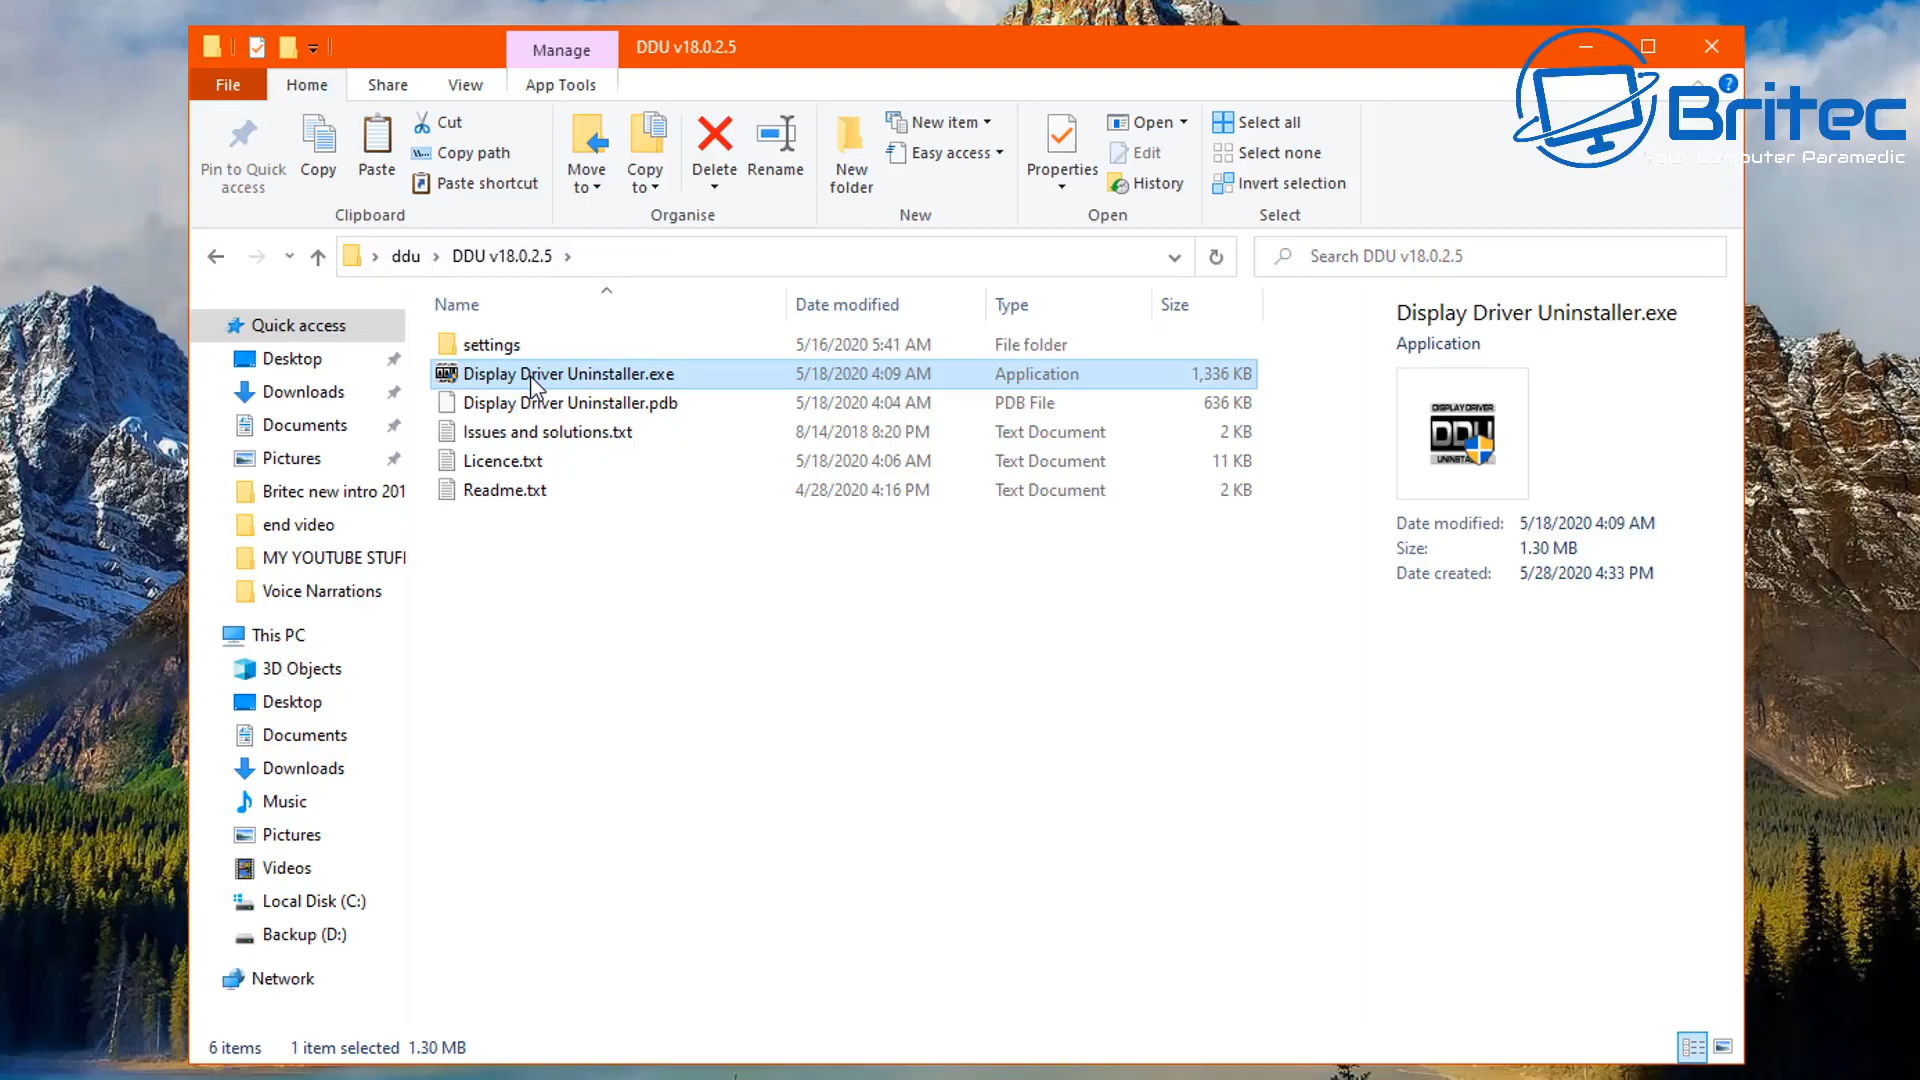 Manage
DDU v18.0.2.5
File
Home
Share
View
App Tools
Britec
Your Computer Paramedic
Pin to Quick access
Copy
Paste
Cut
Copy path
Paste shortcut
Clipboard
Move to
Copy to
Delete
Rename
Organise
New folder
New item
Easy access
New
Properties
Open
Edit
History
Open
Select all
Select none
Invert selection
Select
ddu
DDU v18.0.2.5
Search DDU v18.0.2.5
Quick access
Desktop
Downloads
Documents
Pictures
Britec new intro 201
end video
MY YOUTUBE STUFF
Voice Narrations
This PC
3D Objects
Desktop
Documents
Downloads
Music
Pictures
Videos
Local Disk (C:)
Backup (D:)
Network
Name Date modified Type Size
settings 5/16/2020 5:41 AM File folder
Display Driver Uninstaller.exe 5/18/2020 4:09 AM Application 1,336 KB
Display Driver Uninstaller.pdb 5/18/2020 4:04 AM PDB File 636 KB
Issues and solutions.txt 8/14/2018 8:20 PM Text Document 2 KB
Licence.txt 5/18/2020 4:06 AM Text Document 11 KB
Readme.txt 4/28/2020 4:16 PM Text Document 2 KB
Display Driver Uninstaller.exe
Application
DISPLAY DRIVER
DDU
Date modified: 5/18/2020 4:09 AM
Size: 1.30 MB
Date created: 5/28/2020 4:33 PM
6 items 1 item selected 1.30 MB